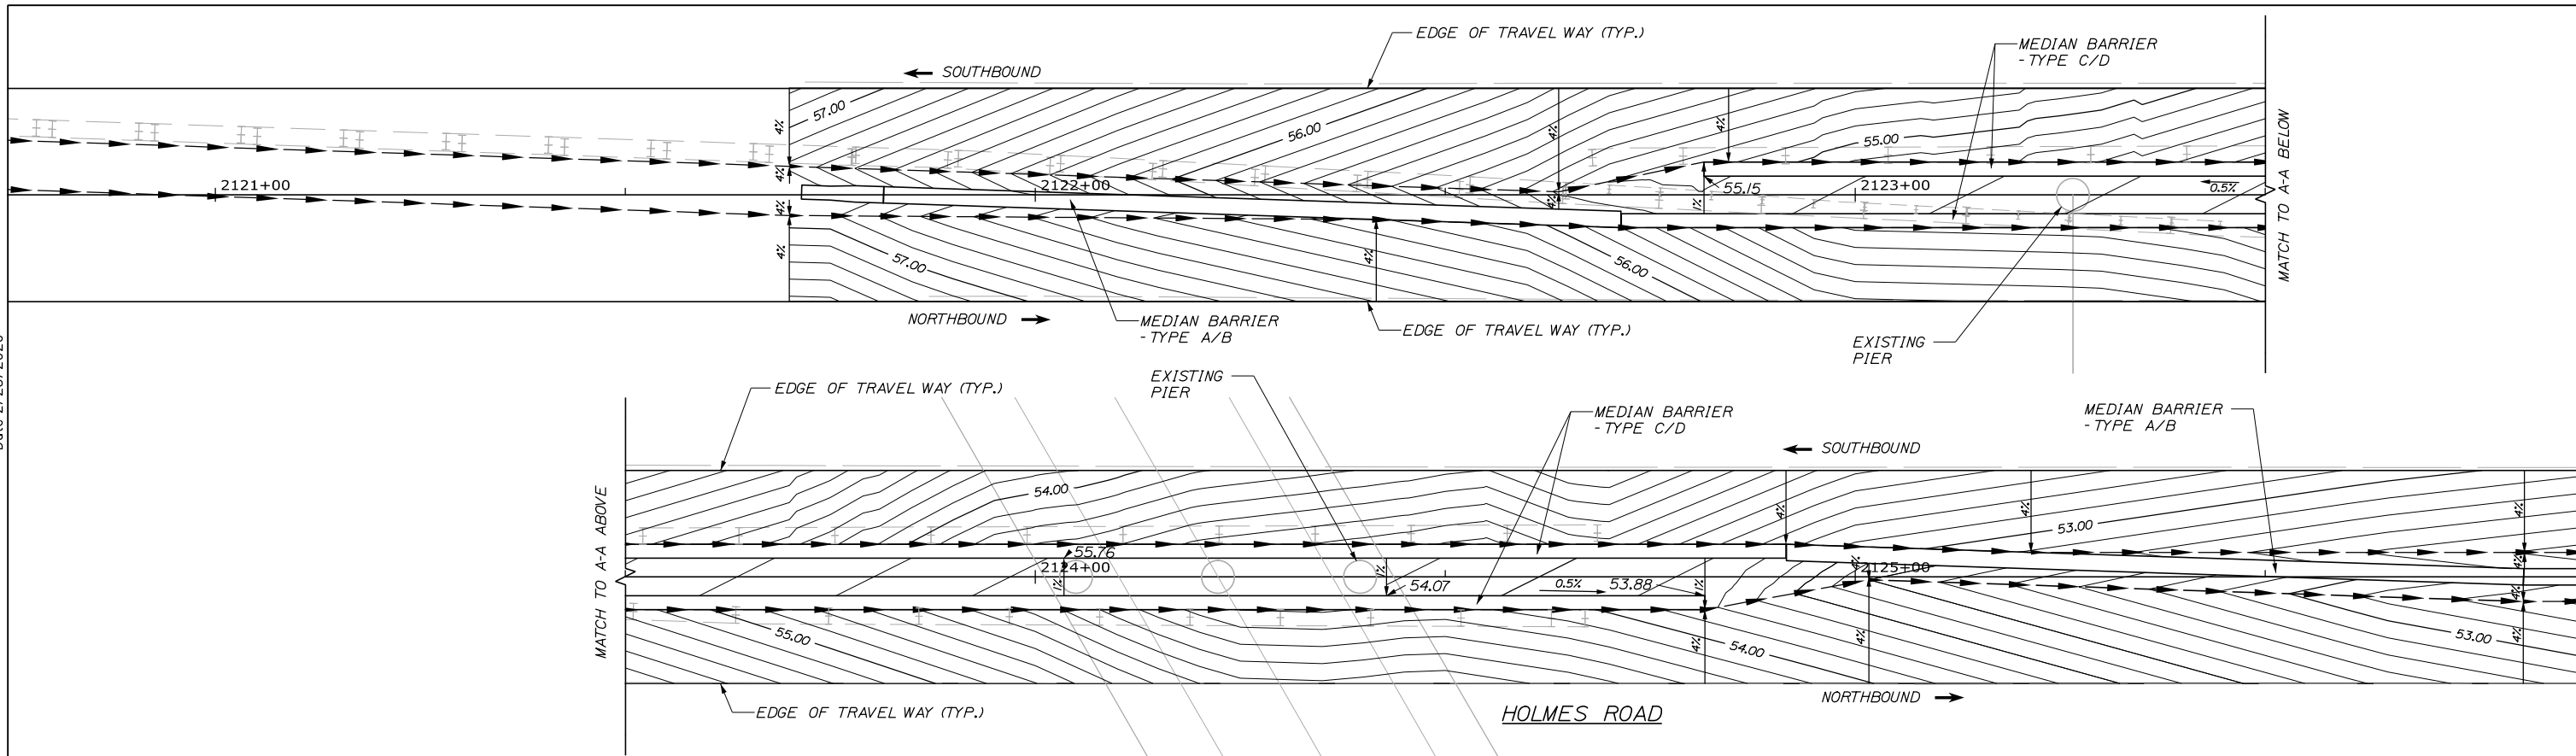 EDGE OF TRAVEL WAY (TYP.)
MEDIAN BARRIER
- TYPE C/D
SOUTHBOUND
57.00
4%
56.00
4%
4%
55.00
MATCH TO A-A BELOW
4%
2121+00
2122+00
55.15
2123+00
0.5%
4%
4%
1%
4%
57.00
4%
56.00
NORTHBOUND
MEDIAN BARRIER
- TYPE A/B
EDGE OF TRAVEL WAY (TYP.)
EXISTING
PIER
EDGE OF TRAVEL WAY (TYP.)
EXISTING
PIER
MEDIAN BARRIER
- TYPE C/D
MEDIAN BARRIER
- TYPE A/B
SOUTHBOUND
MATCH TO A-A ABOVE
54.00
4%
4%
53.00
4%
55.76
2124+00
1%
1%
54.07
0.5%
53.88
1%
4%
2125+00
4%
4%
55.00
4%
54.00
4%
53.00
4%
EDGE OF TRAVEL WAY (TYP.)
HOLMES ROAD
NORTHBOUND